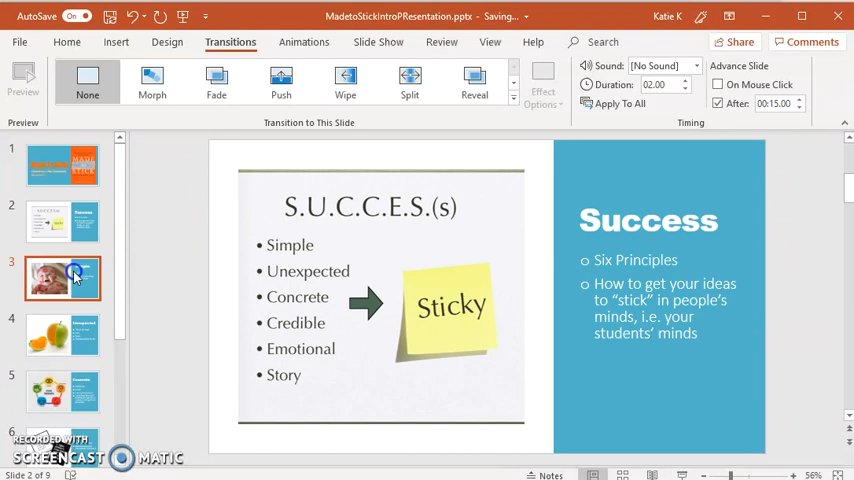 AutoSave On MadetoStickIntroPResentation.pptx - Saving... Katie K
File Home Insert Design Transitions Animations Slide Show Review View Help Search Share Comments
Preview None Morph Fade Push Wipe Split Reveal Effect Options
Sound: [No Sound] Advance Slide
Duration: 02.00 On Mouse Click
Apply To All After: 00:15.00
Preview Transition to This Slide Timing
1
MADE
STICK
2
3
4
5
6
S.U.C.C.E.S.(s)
• Simple
• Unexpected
• Concrete
• Credible
• Emotional
• Story
Sticky
Success
o Six Principles
o How to get your ideas
to “stick” in people’s
minds, i.e. your
students’ minds
RECORDED WITH
SCREENCAST MATIC
Slide 2 of 9 Notes 56%